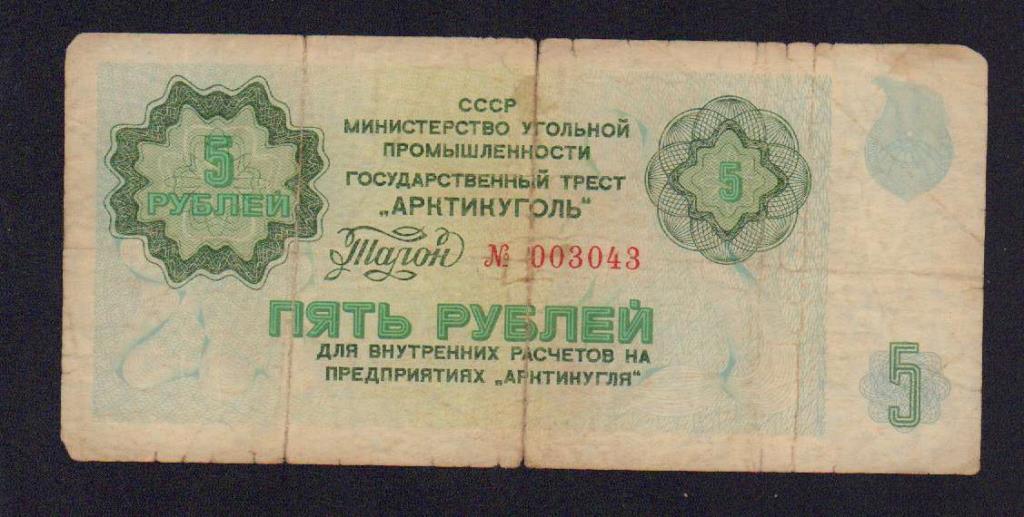 5
РУБЛЕЙ
СССР
МИНИСТЕРСТВО УГОЛЬНОЙ
ПРОМЫШЛЕННОСТИ
ГОСУДАРСТВЕННЫЙ ТРЕСТ
„АРКТИКУГОЛЬ"
Талон № 003043
5
ПЯТЬ РУБЛЕЙ
ДЛЯ ВНУТРЕННИХ РАСЧЕТОВ НА
ПРЕДПРИЯТИЯХ „АРКТИКУГЛЯ"
5